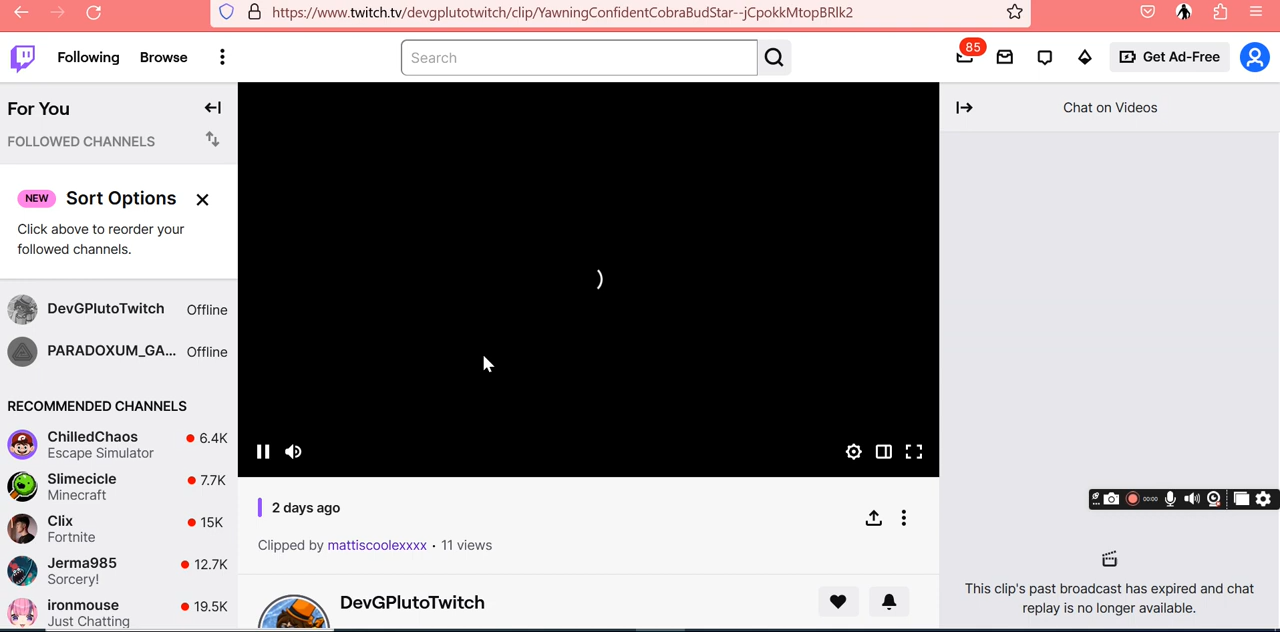 https://www.twitch.tv/devgplutotwitch/clip/YawningConfidentCobraBudStar--jCpokkMtopBRlk2
Following
Browse
Search
85
Get Ad-Free
For You
FOLLOWED CHANNELS
NEW
Sort Options
Click above to reorder your
followed channels.
DevGPlutoTwitch
Offline
PARADOXUM_GA...
Offline
RECOMMENDED CHANNELS
ChilledChaos
6.4K
Escape Simulator
Slimecicle
7.7K
Minecraft
Clix
15K
Fortnite
Jerma985
12.7K
Sorcery!
ironmouse
19.5K
Just Chatting
2 days ago
Clipped by mattiscoolexxxx • 11 views
DevGPlutoTwitch
Chat on Videos
00:00
This clip's past broadcast has expired and chat
replay is no longer available.